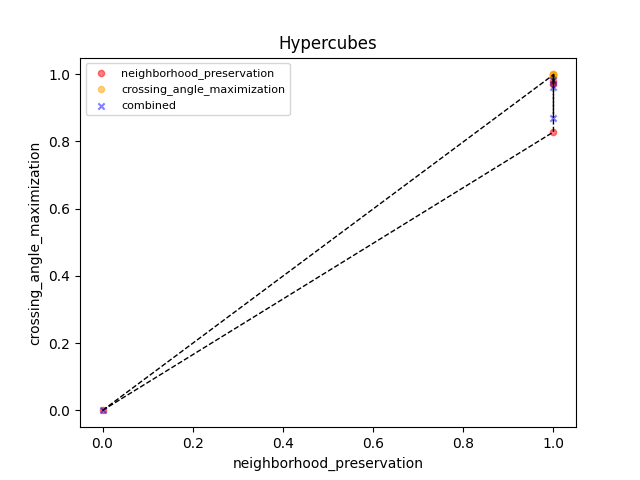 Hypercubes
neighborhood_preservation
crossing_angle_maximization
combined
1.0
0.8
0.6
0.4
0.2
0.0
crossing_angle_maximization
0.0 0.2 0.4 0.6 0.8 1.0
neighborhood_preservation